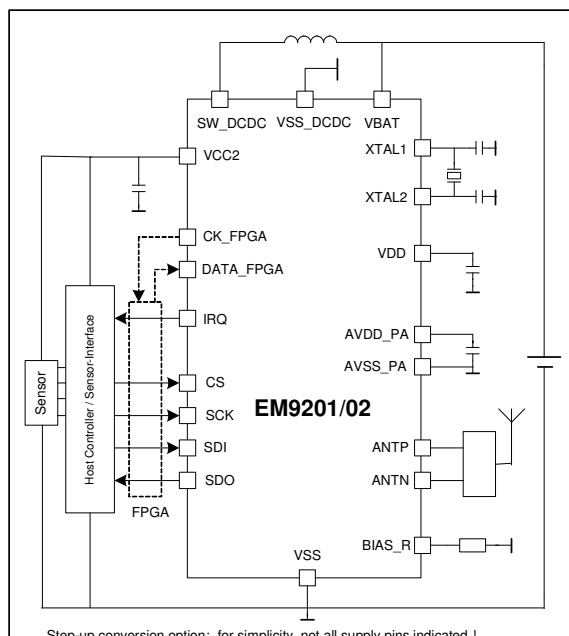 SW_DCDC
VSS_DCDC
VBAT
VCC2
XTAL1
XTAL2
CK_FPGA
DATA_FPGA
VDD
IRQ
AVDD_PA
AVSS_PA
CS
EM9201/02
SCK
SDI
SDO
ANTP
ANTN
Sensor
Host Controller / Sensor-Interface
FPGA
BIAS_R
VSS
Step-up conversion option; for simplicity, not all supply pins indicated !